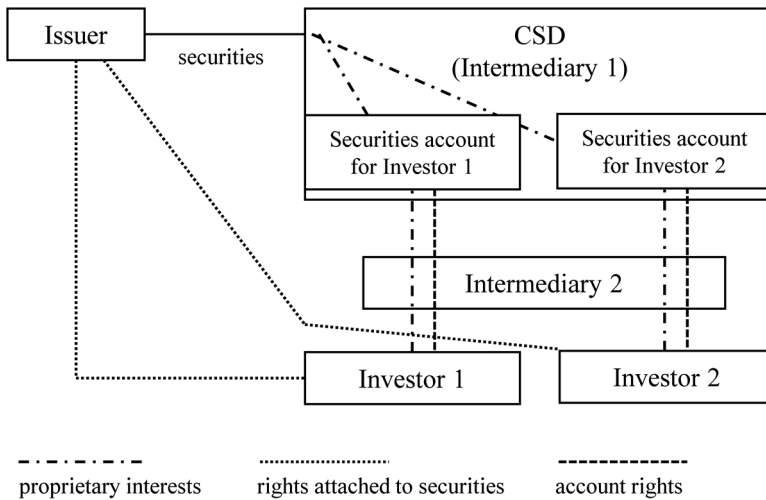 Issuer
securities
CSD
(Intermediary 1)
Securities account
for Investor 1
Securities account
for Investor 2
Intermediary 2
Investor 1
Investor 2
proprietary interests
rights attached to securities
account rights